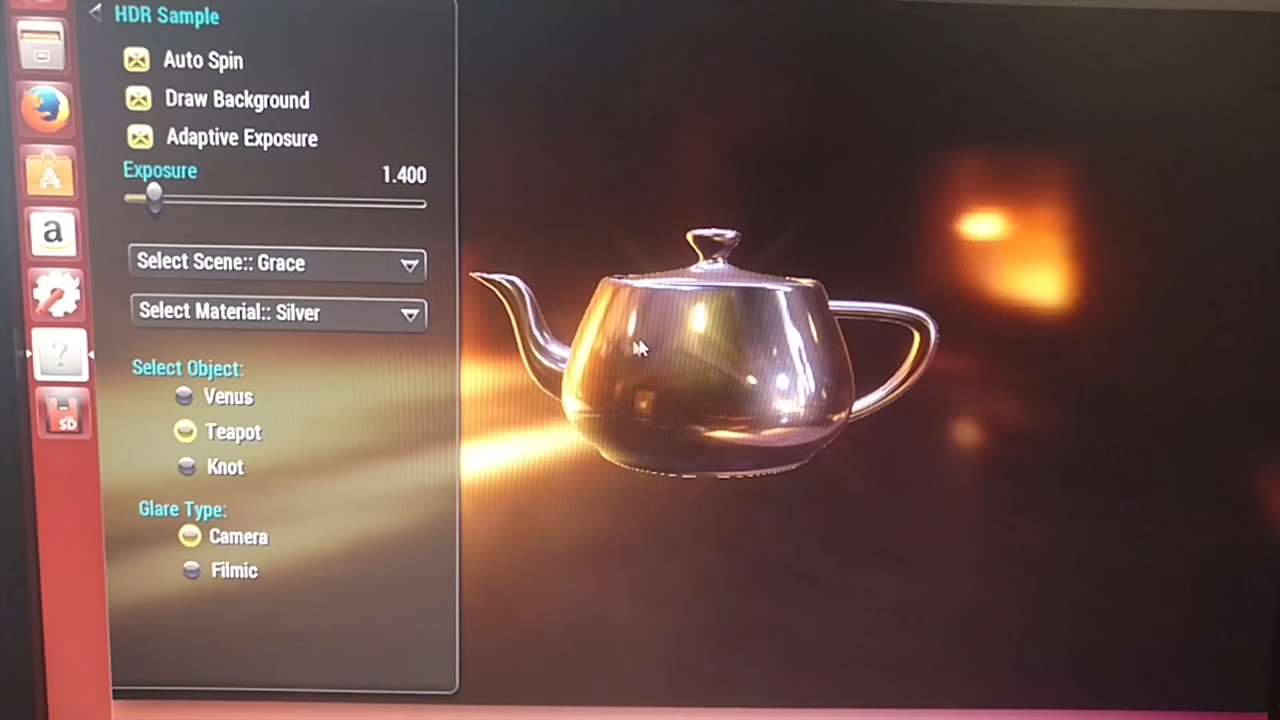 HDR Sample
Auto Spin
Draw Background
Adaptive Exposure
Exposure 1.400
Select Scene:: Grace
Select Material:: Silver
Select Object:
Venus
Teapot
Knot
Glare Type:
Camera
Filmic
A
a
?
SD